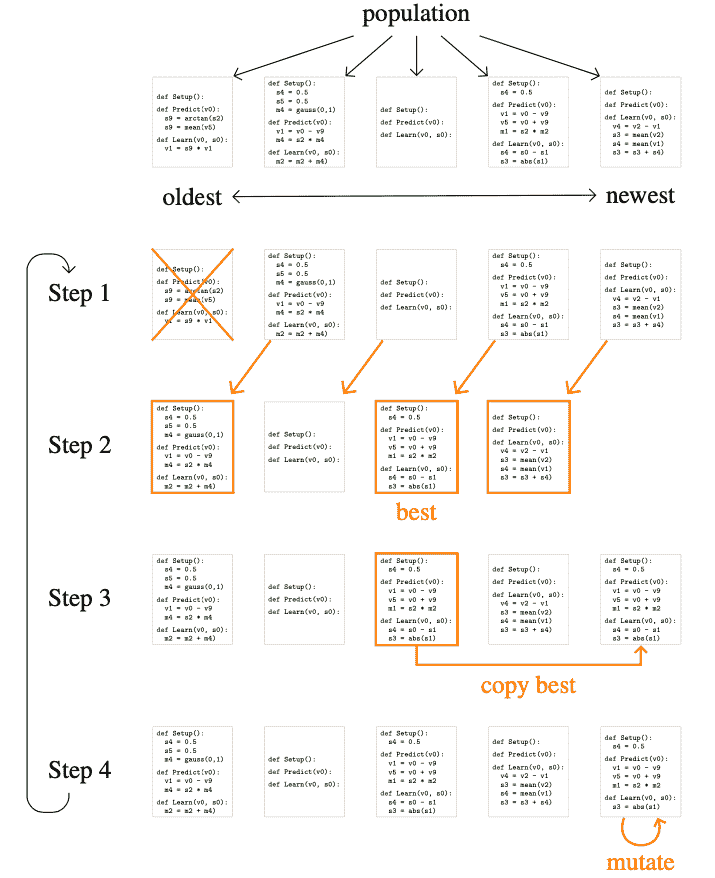 population
def Setup():
def Predict(v0):
s9 = arctan(s2)
s9 = mean(v5)
def Learn(v0, s0):
v1 = s9 * v1
def Setup():
s4 = 0.5
s5 = 0.5
m4 = gauss(0,1)
def Predict(v0):
v1 = v0 - v9
m4 = s2 * m4
def Learn(v0, s0):
m2 = m2 + m4)
def Setup():
def Predict(v0):
def Learn(v0, s0):
def Setup():
s4 = 0.5
def Predict(v0):
v1 = v0 - v9
v5 = v0 + v9
m1 = s2 * m2
def Learn(v0, s0):
s4 = s0 - s1
s3 = abs(s1)
def Setup():
def Predict(v0):
def Learn(v0, s0):
v4 = v2 - v1
s3 = mean(v2)
s4 = mean(v1)
s3 = s3 + s4)
oldest
newest
Step 1
def Setup():
def Predict(v0):
s9 = arctan(s2)
s9 = mean(v5)
def Learn(v0, s0):
v1 = s9 * v1
def Setup():
s4 = 0.5
s5 = 0.5
m4 = gauss(0,1)
def Predict(v0):
v1 = v0 - v9
m4 = s2 * m4
def Learn(v0, s0):
m2 = m2 + m4)
def Setup():
def Predict(v0):
def Learn(v0, s0):
def Setup():
s4 = 0.5
def Predict(v0):
v1 = v0 - v9
v5 = v0 + v9
m1 = s2 * m2
def Learn(v0, s0):
s4 = s0 - s1
s3 = abs(s1)
def Setup():
def Predict(v0):
def Learn(v0, s0):
v4 = v2 - v1
s3 = mean(v2)
s4 = mean(v1)
s3 = s3 + s4)
Step 2
def Setup():
s4 = 0.5
s5 = 0.5
m4 = gauss(0,1)
def Predict(v0):
v1 = v0 - v9
m4 = s2 * m4
def Learn(v0, s0):
m2 = m2 + m4)
def Setup():
def Predict(v0):
def Learn(v0, s0):
def Setup():
s4 = 0.5
def Predict(v0):
v1 = v0 - v9
v5 = v0 + v9
m1 = s2 * m2
def Learn(v0, s0):
s4 = s0 - s1
s3 = abs(s1)
def Setup():
def Predict(v0):
def Learn(v0, s0):
v4 = v2 - v1
s3 = mean(v2)
s4 = mean(v1)
s3 = s3 + s4)
best
Step 3
def Setup():
s4 = 0.5
s5 = 0.5
m4 = gauss(0,1)
def Predict(v0):
v1 = v0 - v9
m4 = s2 * m4
def Learn(v0, s0):
m2 = m2 + m4)
def Setup():
def Predict(v0):
def Learn(v0, s0):
def Setup():
s4 = 0.5
def Predict(v0):
v1 = v0 - v9
v5 = v0 + v9
m1 = s2 * m2
def Learn(v0, s0):
s4 = s0 - s1
s3 = abs(s1)
def Setup():
def Predict(v0):
def Learn(v0, s0):
v4 = v2 - v1
s3 = mean(v2)
s4 = mean(v1)
s3 = s3 + s4)
def Setup():
s4 = 0.5
def Predict(v0):
v1 = v0 - v9
v5 = v0 + v9
m1 = s2 * m2
def Learn(v0, s0):
s4 = s0 - s1
s3 = abs(s1)
copy best
Step 4
def Setup():
s4 = 0.5
s5 = 0.5
m4 = gauss(0,1)
def Predict(v0):
v1 = v0 - v9
m4 = s2 * m4
def Learn(v0, s0):
m2 = m2 + m4)
def Setup():
def Predict(v0):
def Learn(v0, s0):
def Setup():
s4 = 0.5
def Predict(v0):
v1 = v0 - v9
v5 = v0 + v9
m1 = s2 * m2
def Learn(v0, s0):
s4 = s0 - s1
s3 = abs(s1)
def Setup():
def Predict(v0):
def Learn(v0, s0):
v4 = v2 - v1
s3 = mean(v2)
s4 = mean(v1)
s3 = s3 + s4)
def Setup():
s4 = 0.5
def Predict(v0):
v1 = v0 - v9
v5 = v0 + v9
m1 = s2 * m2
def Learn(v0, s0):
s3 = abs(s1)
mutate